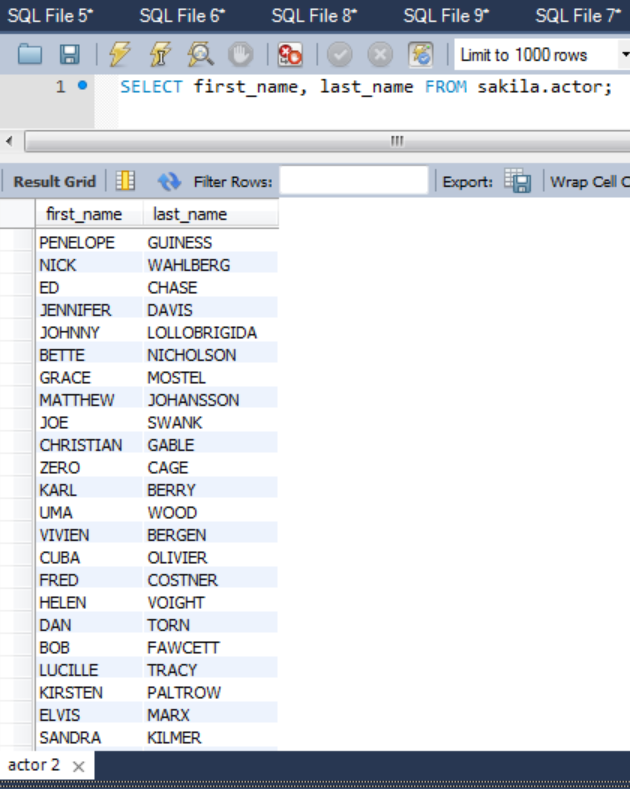 SQL File 5* SQL File 6* SQL File 8* SQL File 9* SQL File 7*
Limit to 1000 rows
1 SELECT first_name, last_name FROM sakila.actor;
Result Grid Filter Rows: Export: Wrap Cell C
first_name last_name
PENELOPE GUINESS
NICK WAHLBERG
ED CHASE
JENNIFER DAVIS
JOHNNY LOLLOBRIGIDA
BETTE NICHOLSON
GRACE MOSTEL
MATTHEW JOHANSSON
JOE SWANK
CHRISTIAN GABLE
ZERO CAGE
KARL BERRY
UMA WOOD
VIVIEN BERGEN
CUBA OLIVIER
FRED COSTNER
HELEN VOIGHT
DAN TORN
BOB FAWCETT
LUCILLE TRACY
KIRSTEN PALTROW
ELVIS MARX
SANDRA KILMER
actor 2